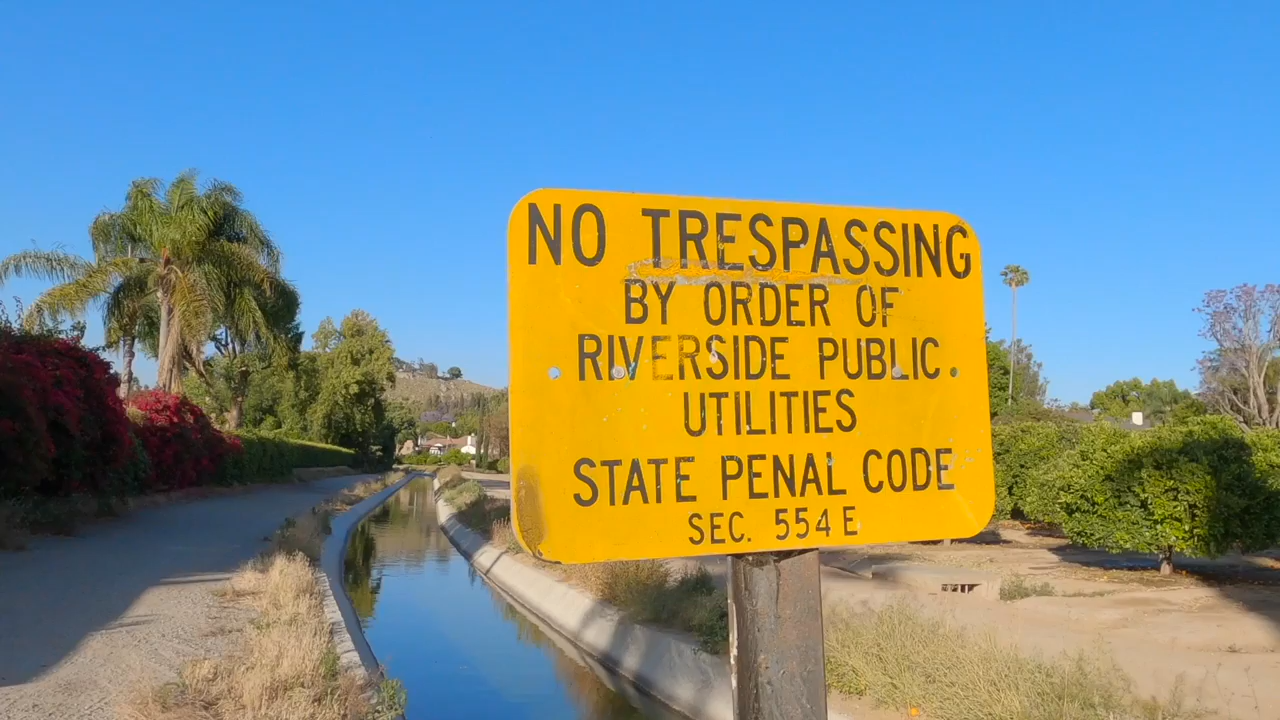 NO TRESPASSING
BY ORDER OF
RIVERSIDE PUBLIC
UTILITIES
STATE PENAL CODE
SEC. 554 E